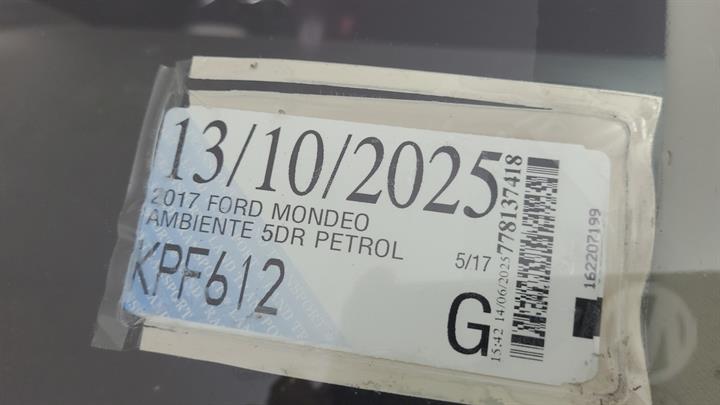 13/10/2025
2017 FORD MONDEO
AMBIENTE 5DR PETROL
5/17
KPF612
G
15:42 14/06/2025
778137418
162207199